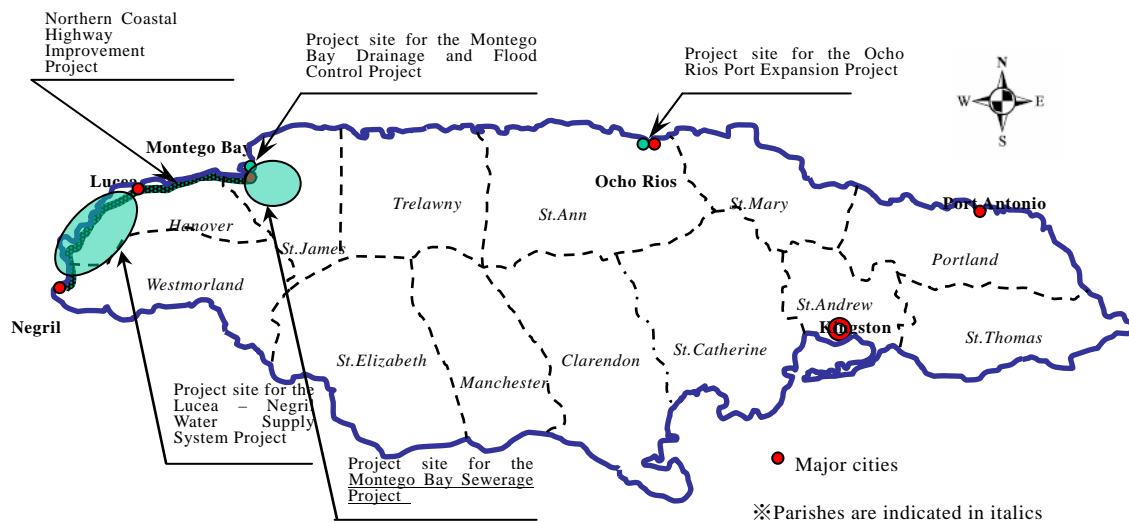 Northern Coastal
Highway
Improvement
Project
Project site for the Montego
Bay Drainage and Flood
Control Project
Project site for the Ocho
Rios Port Expansion Project
N
W
E
S
Montego Bay
Lucea
Ocho Rios
Port Antonio
Hanover
Trelawny
St.Ann
St.Mary
St.James
Portland
Westmorland
St.Andrew
Negril
Kingston
St.Elizabeth
St.Catherine
St.Thomas
Clarendon
Manchester
Project site for the
Lucea – Negril
Water Supply
System Project
Project site for the
Montego Bay Sewerage
Project
Major cities
※Parishes are indicated in italics